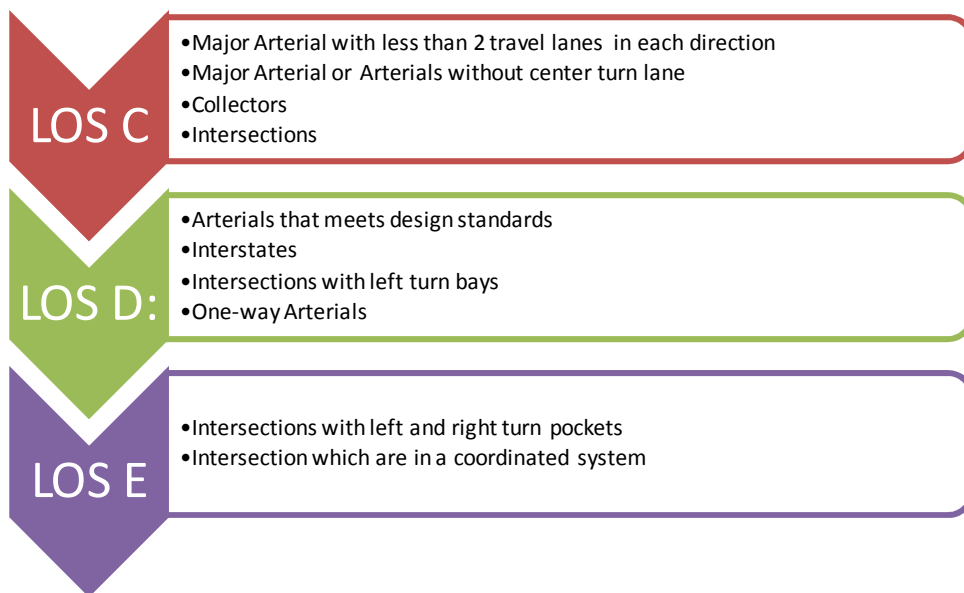 LOS C
•Major Arterial with less than 2 travel lanes in each direction
•Major Arterial or Arterials without center turn lane
•Collectors
•Intersections
LOS D:
•Arterials that meets design standards
•Interstates
•Intersections with left turn bays
•One-way Arterials
LOS E
•Intersections with left and right turn pockets
•Intersection which are in a coordinated system